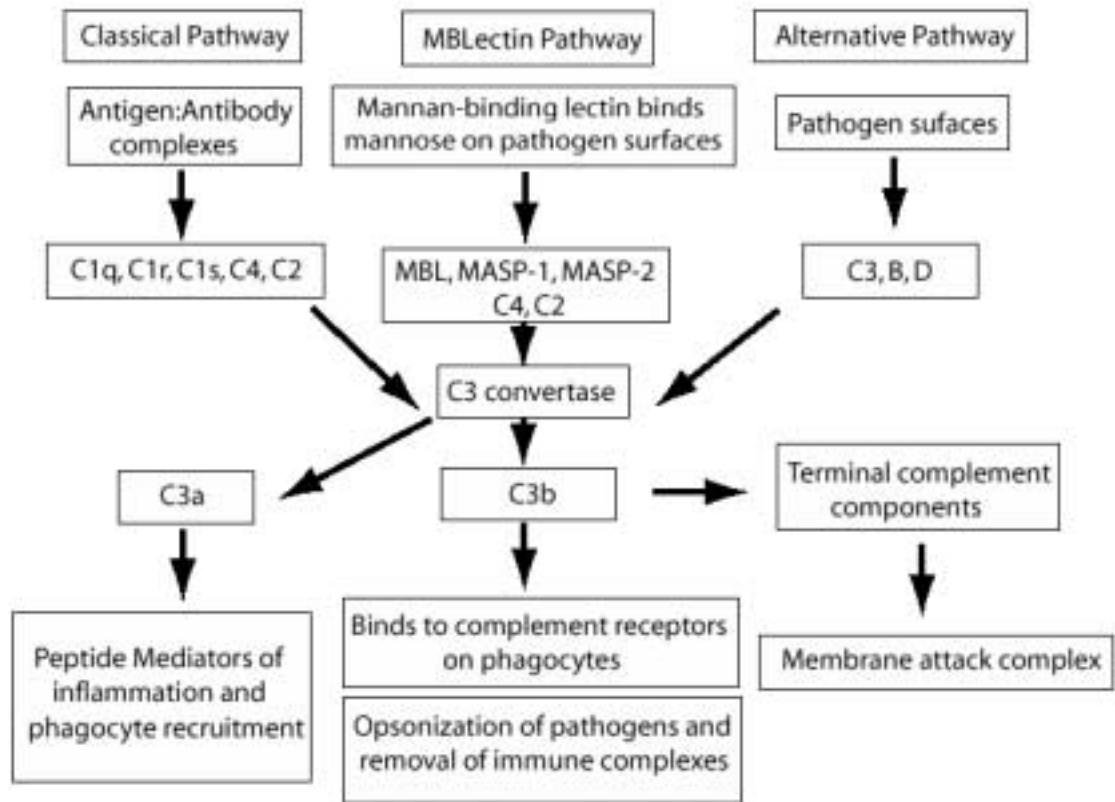 Classical Pathway
MBLectin Pathway
Alternative Pathway
Antigen:Antibody
complexes
Mannan-binding lectin binds
mannose on pathogen surfaces
Pathogen sufaces
C1q, C1r, C1s, C4, C2
MBL, MASP-1, MASP-2
C4, C2
C3, B, D
C3 convertase
C3a
C3b
Terminal complement
components
Peptide Mediators of
inflammation and
phagocyte recruitment
Binds to complement receptors
on phagocytes
Opsonization of pathogens and
removal of immune complexes
Membrane attack complex